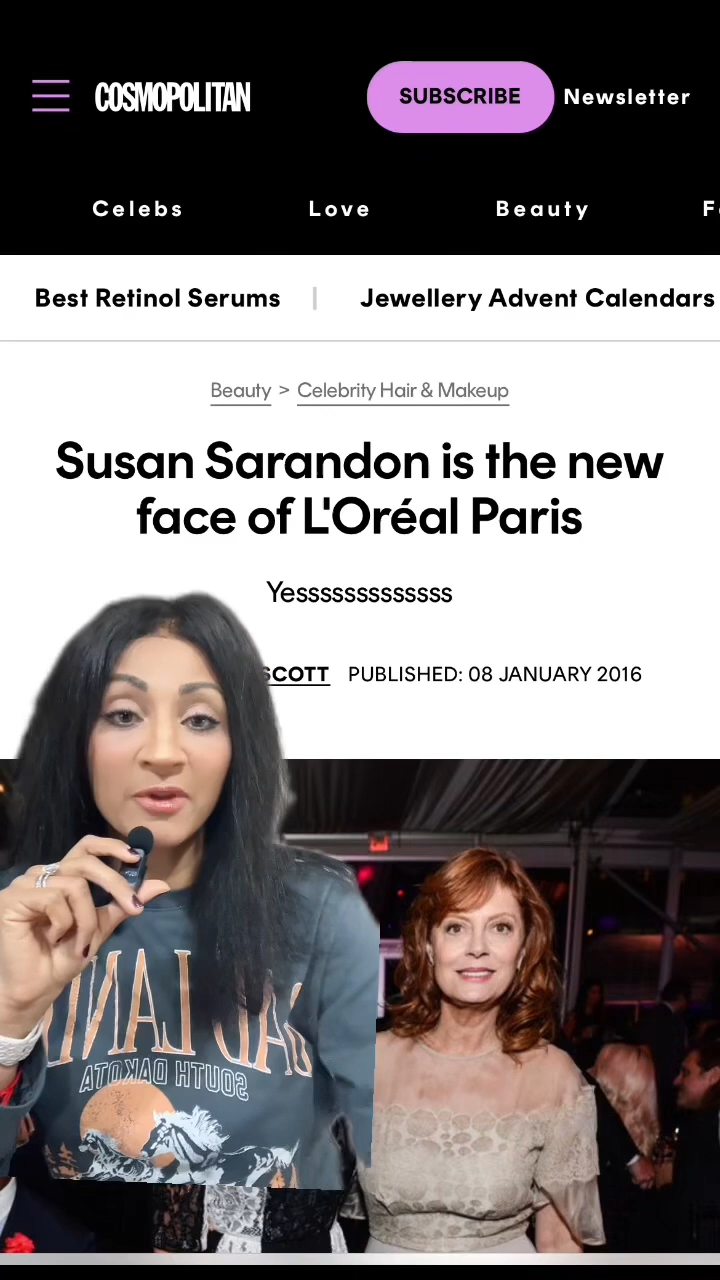 COSMOPOLITAN
SUBSCRIBE
Newsletter
Celebs
Love
Beauty
Best Retinol Serums | Jewellery Advent Calendars
Beauty > Celebrity Hair & Makeup
Susan Sarandon is the new
face of L'Oréal Paris
Yesssssssssssss
SCOTT PUBLISHED: 08 JANUARY 2016
BADLANDS
SOUTH DAKOTA